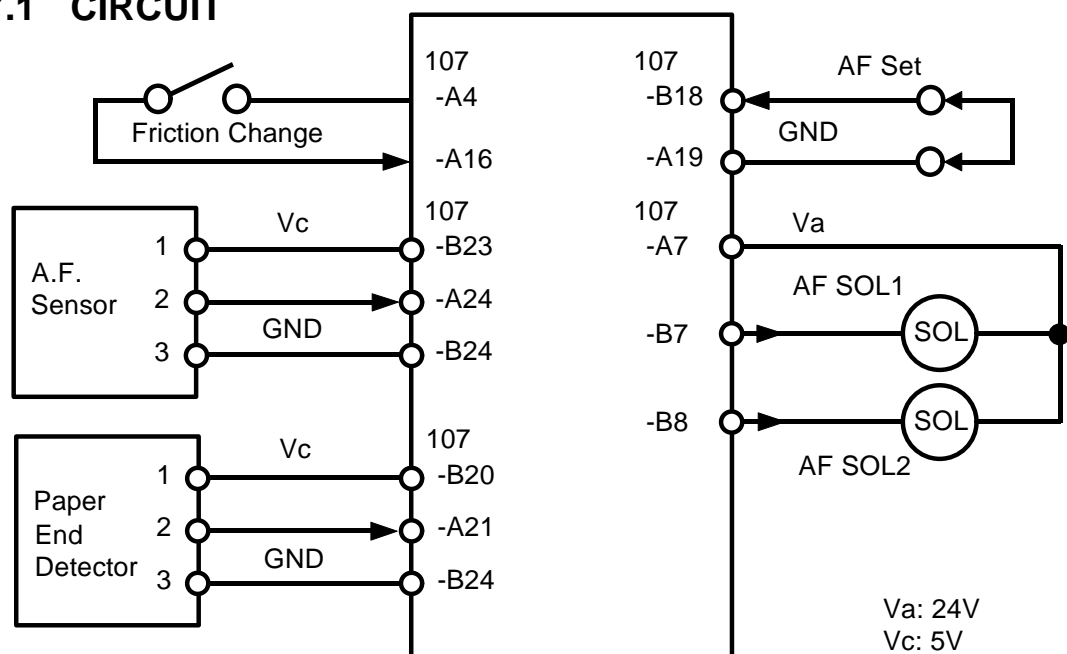 .1 CIRCUIT
107
-A4
Friction Change
-A16
107
-B18
AF Set
GND
-A19
A.F.
Sensor
1
2
3
Vc
GND
107
-B23
-A24
-B24
107
-A7
Va
AF SOL1
-B7
SOL
-B8
SOL
AF SOL2
Paper
End
Detector
1
2
3
Vc
GND
107
-B20
-A21
-B24
Va: 24V
Vc: 5V